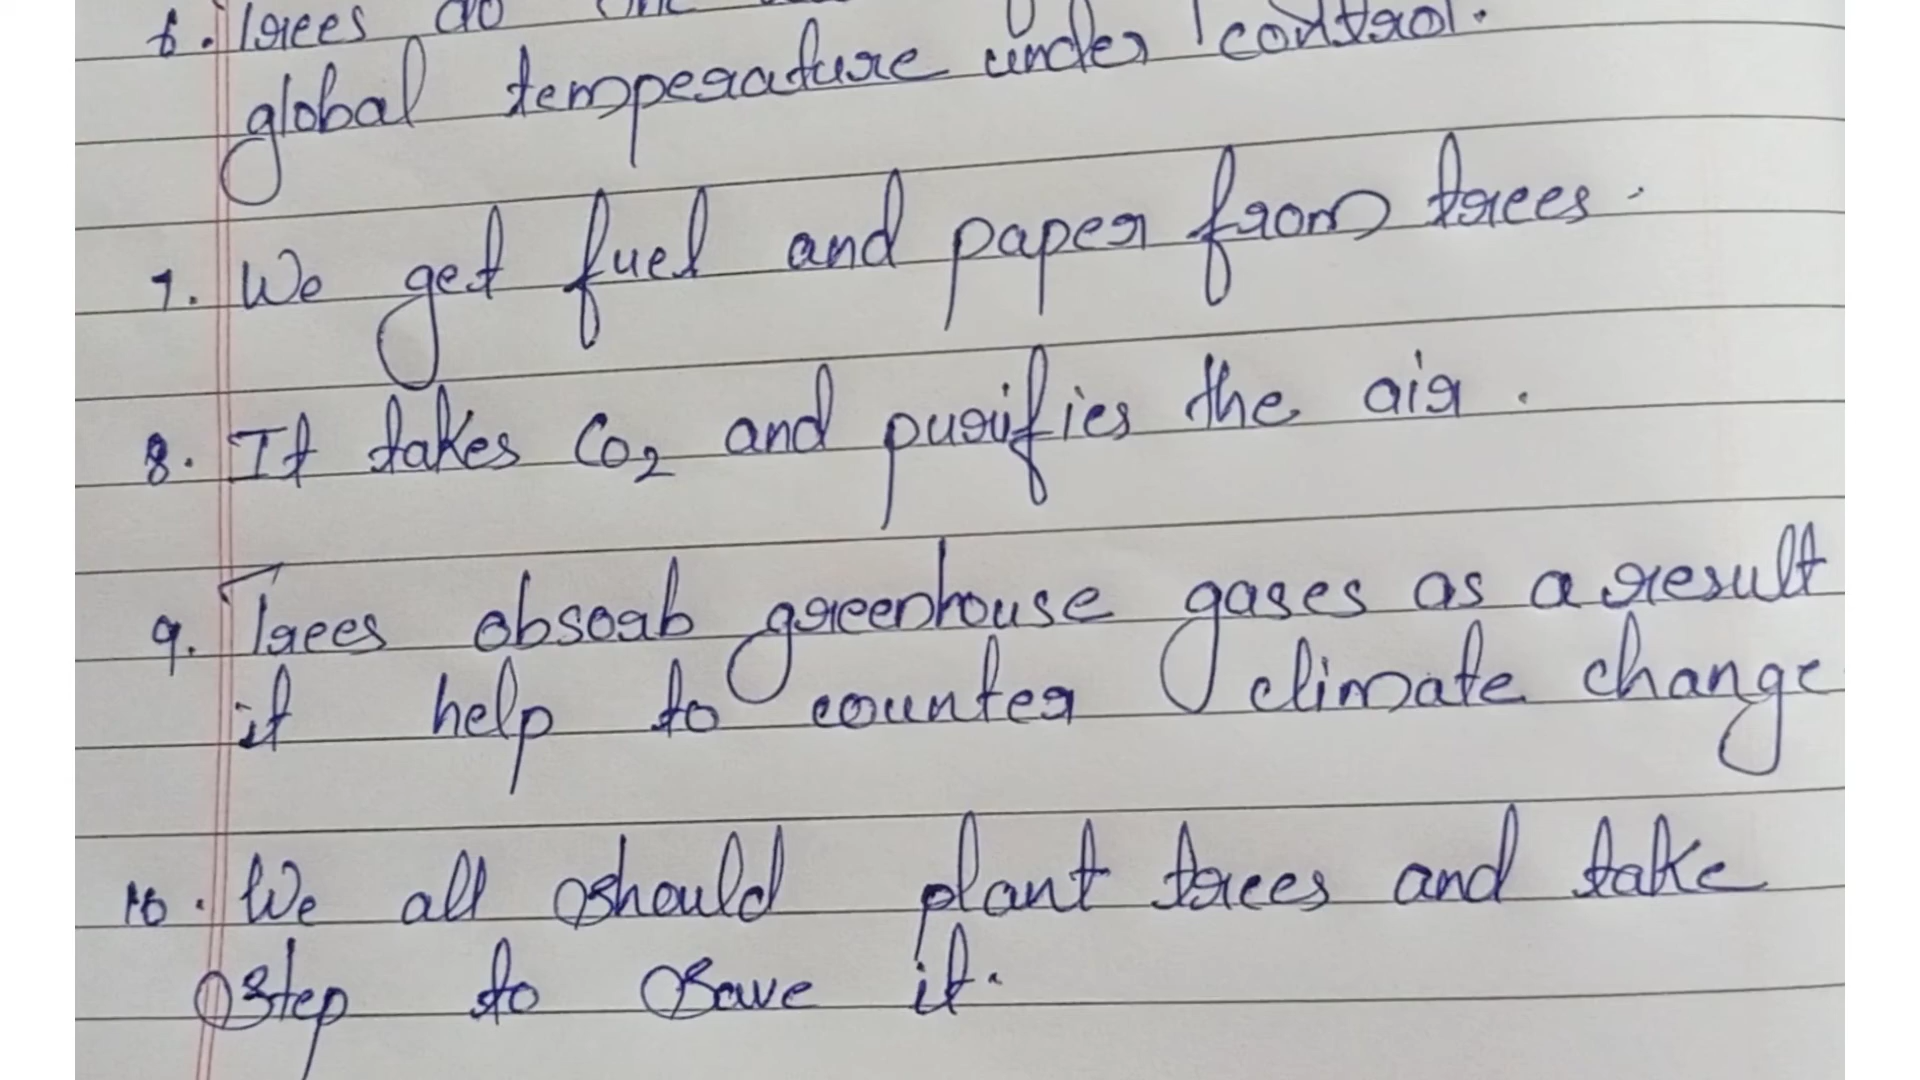 6. Trees do the
global temperature under control.
7. We get fuel and paper from trees.
8. It takes CO2 and purifies the air.
9. Trees absorb greenhouse gases as a result
it help to counter climate change
10. We all should plant trees and take
step to save it.